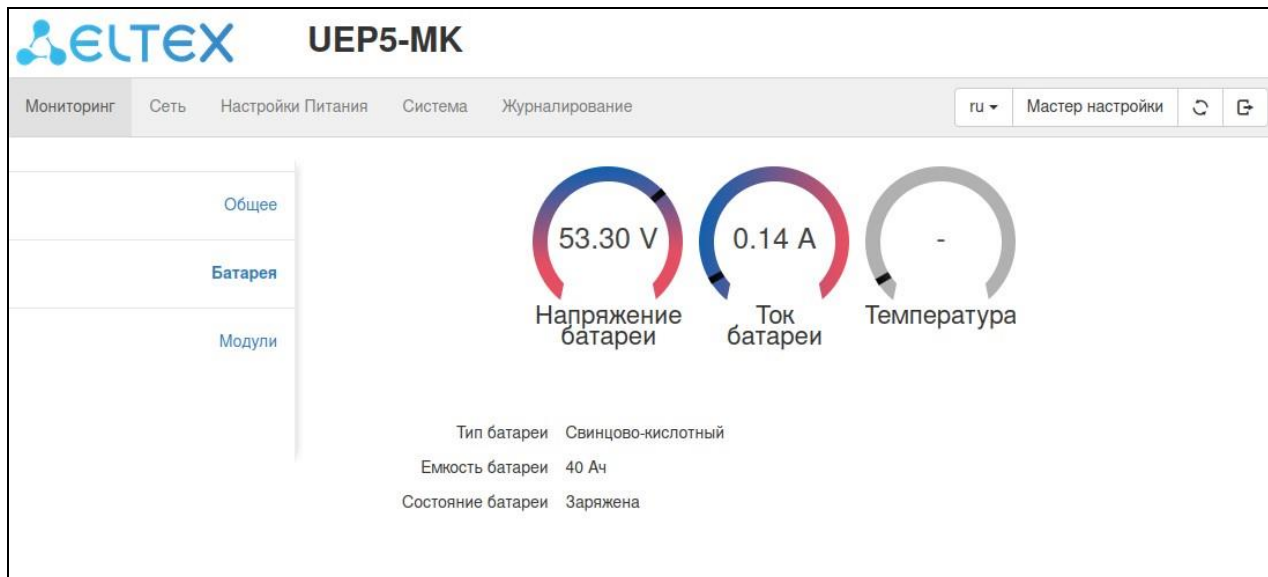 ELTEX UEP5-MK
Мониторинг Сеть Настройки Питания Система Журналирование ru Мастер настройки
Общее
Батарея
Модули
53.30 V 0.14 A -
Напряжение батареи
Ток батареи
Температура
Тип батареи Свинцово-кислотный
Емкость батареи 40 Ач
Состояние батареи Заряжена